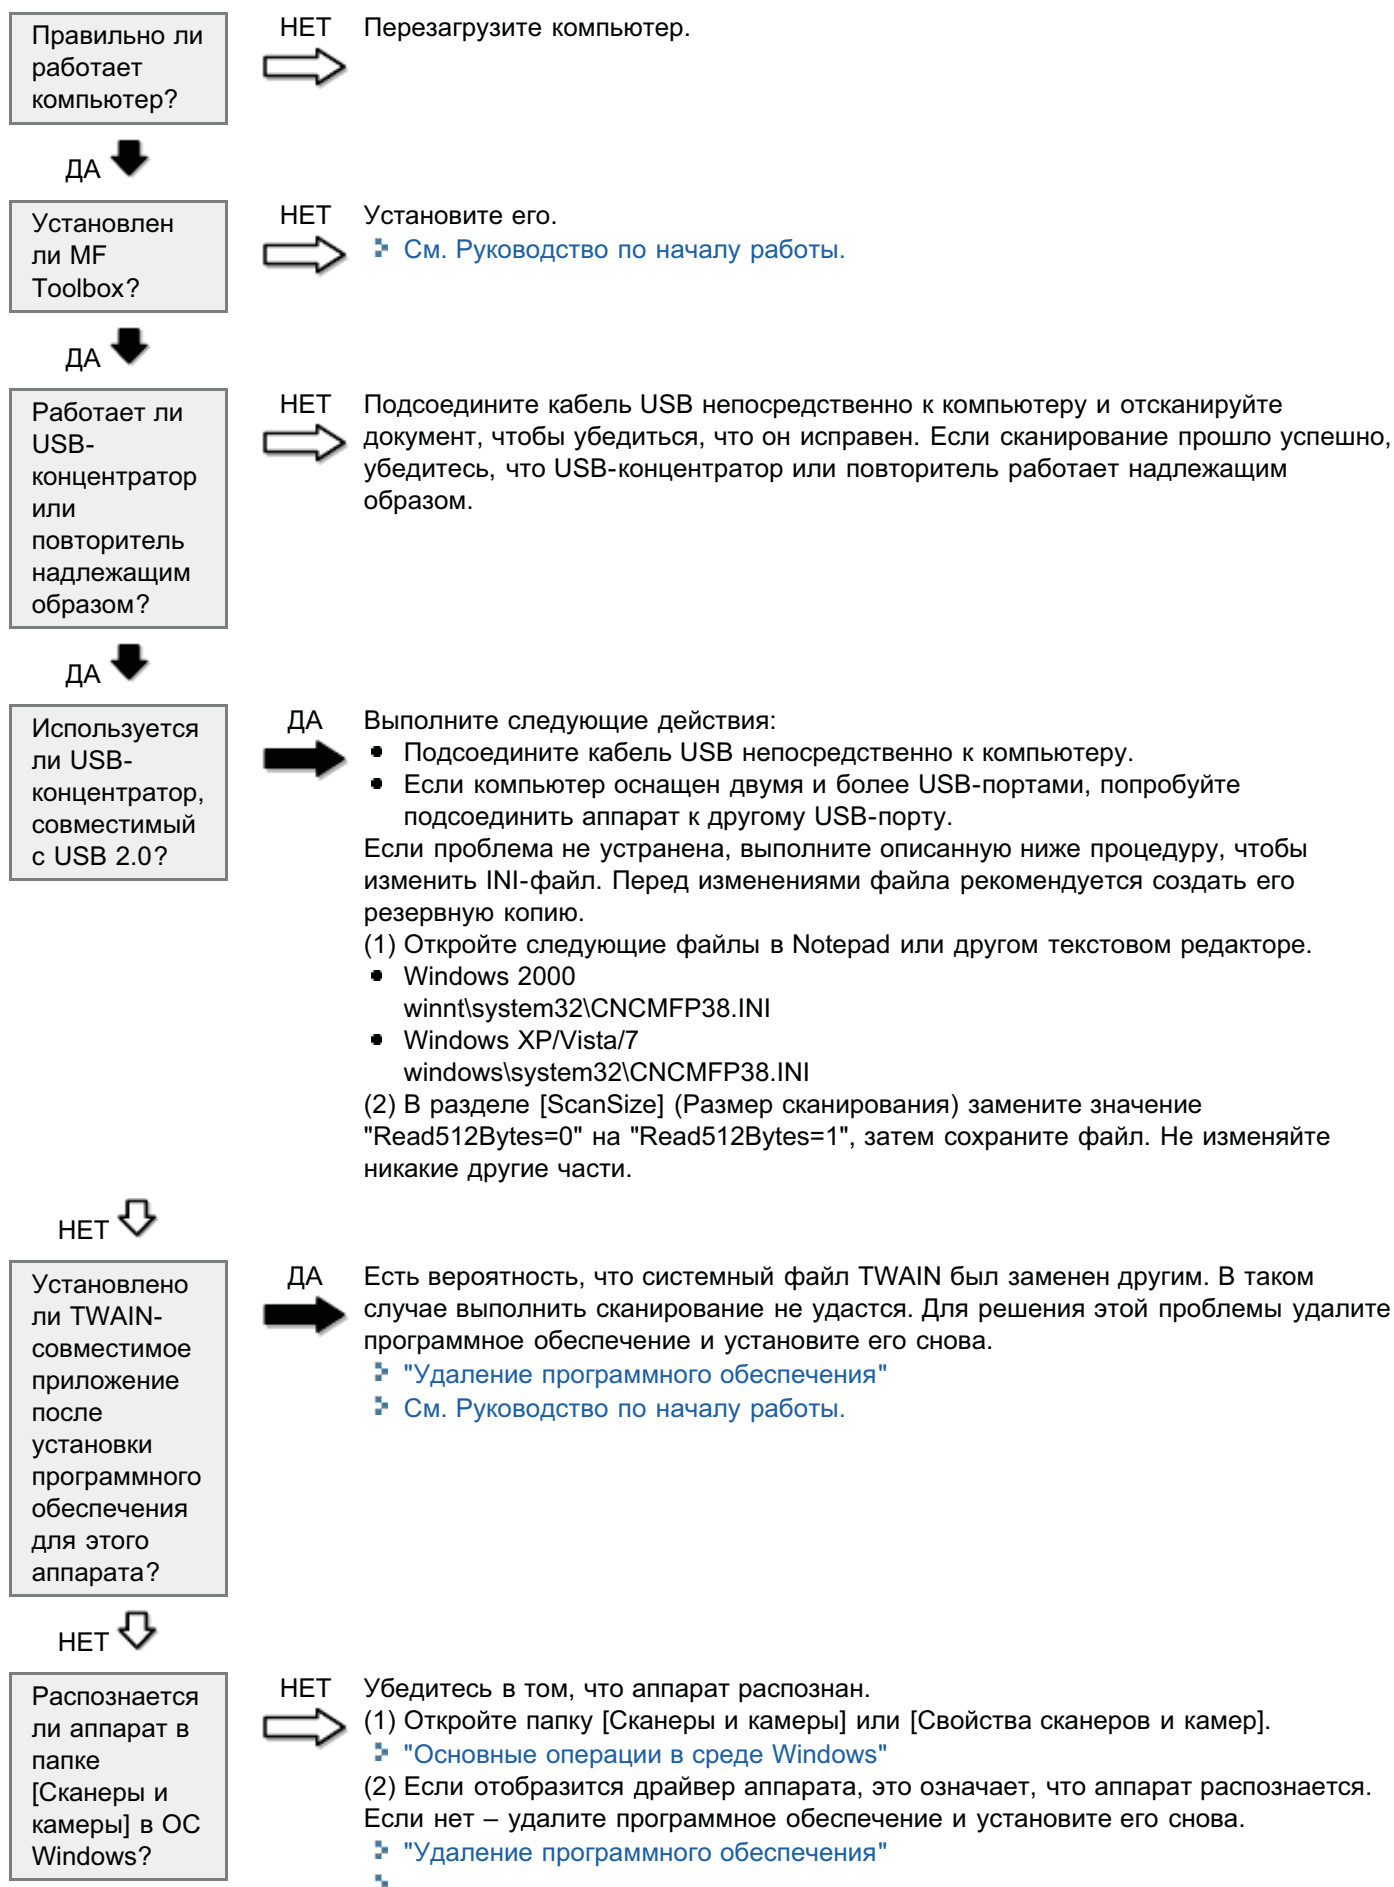 Правильно ли
работает
компьютер?
НЕТ
Перезагрузите компьютер.
ДА
Установлен
ли MF
Toolbox?
НЕТ
Установите его.
См. Руководство по началу работы.
ДА
Работает ли
USB-
концентратор
или
повторитель
надлежащим
образом?
НЕТ
Подсоедините кабель USB непосредственно к компьютеру и отсканируйте
документ, чтобы убедиться, что он исправен. Если сканирование прошло успешно,
убедитесь, что USB-концентратор или повторитель работает надлежащим
образом.
ДА
Используется
ли USB-
концентратор,
совместимый
с USB 2.0?
ДА
Выполните следующие действия:
• Подсоедините кабель USB непосредственно к компьютеру.
• Если компьютер оснащен двумя и более USB-портами, попробуйте
подсоединить аппарат к другому USB-порту.
Если проблема не устранена, выполните описанную ниже процедуру, чтобы
изменить INI-файл. Перед изменениями файла рекомендуется создать его
резервную копию.
(1) Откройте следующие файлы в Notepad или другом текстовом редакторе.
• Windows 2000
winnt\system32\CNCMFP38.INI
• Windows XP/Vista/7
windows\system32\CNCMFP38.INI
(2) В разделе [ScanSize] (Размер сканирования) замените значение
"Read512Bytes=0" на "Read512Bytes=1", затем сохраните файл. Не изменяйте
никакие другие части.
НЕТ
Установлено
ли TWAIN-
совместимое
приложение
после
установки
программного
обеспечения
для этого
аппарата?
ДА
Есть вероятность, что системный файл TWAIN был заменен другим. В таком
случае выполнить сканирование не удастся. Для решения этой проблемы удалите
программное обеспечение и установите его снова.
"Удаление программного обеспечения"
См. Руководство по началу работы.
НЕТ
Распознается
ли аппарат в
папке
[Сканеры и
камеры] в ОС
Windows?
НЕТ
Убедитесь в том, что аппарат распознан.
(1) Откройте папку [Сканеры и камеры] или [Свойства сканеров и камер].
"Основные операции в среде Windows"
(2) Если отобразится драйвер аппарата, это означает, что аппарат распознается.
Если нет – удалите программное обеспечение и установите его снова.
"Удаление программного обеспечения"